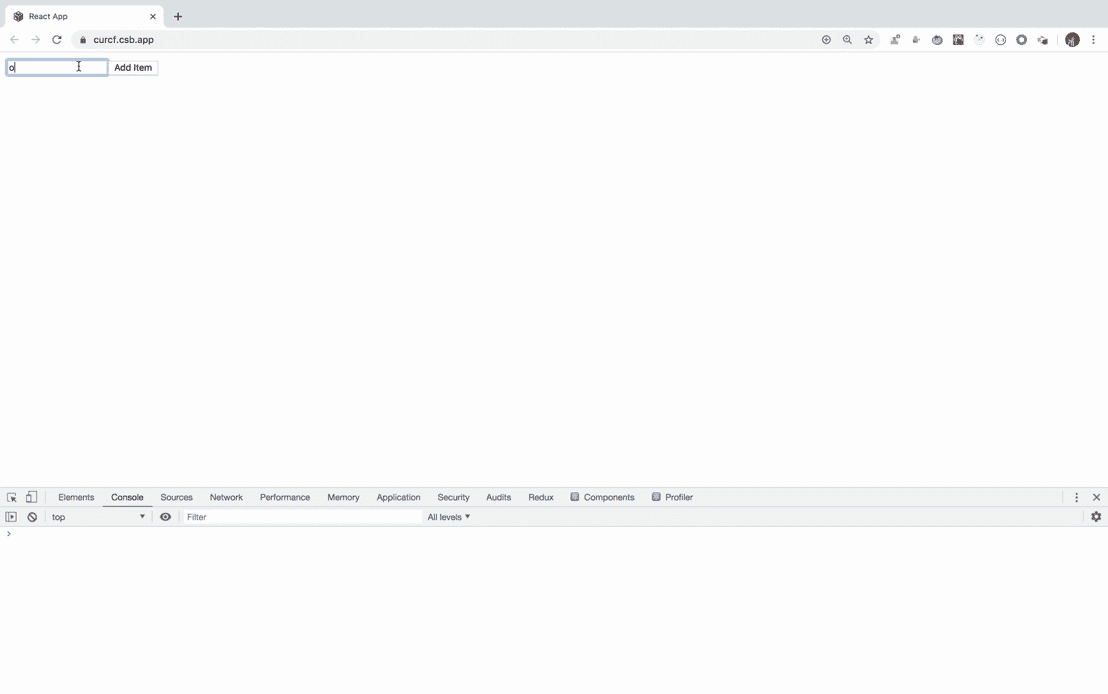 React App
curcf.csb.app
o
Add Item
Elements Console Sources Network Performance Memory Application Security Audits Redux Components Profiler
top Filter All levels